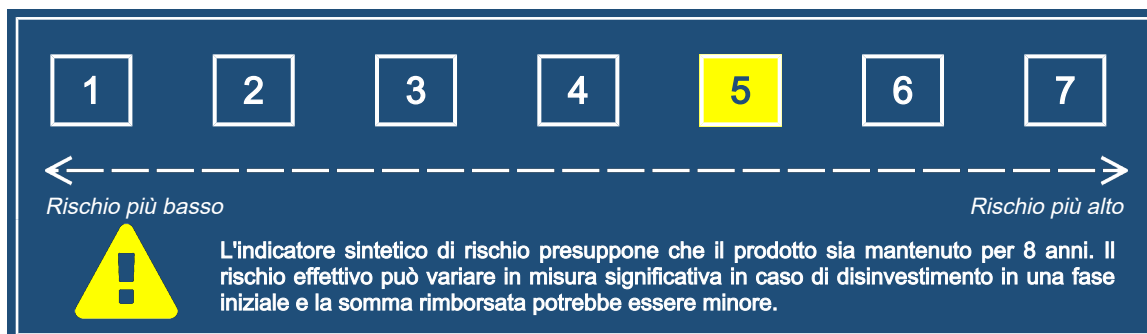 1 2 3 4 5 6 7
Rischio più basso Rischio più alto
L'indicatore sintetico di rischio presuppone che il prodotto sia mantenuto per 8 anni. Il
rischio effettivo può variare in misura significativa in caso di disinvestimento in una fase
iniziale e la somma rimborsata potrebbe essere minore.